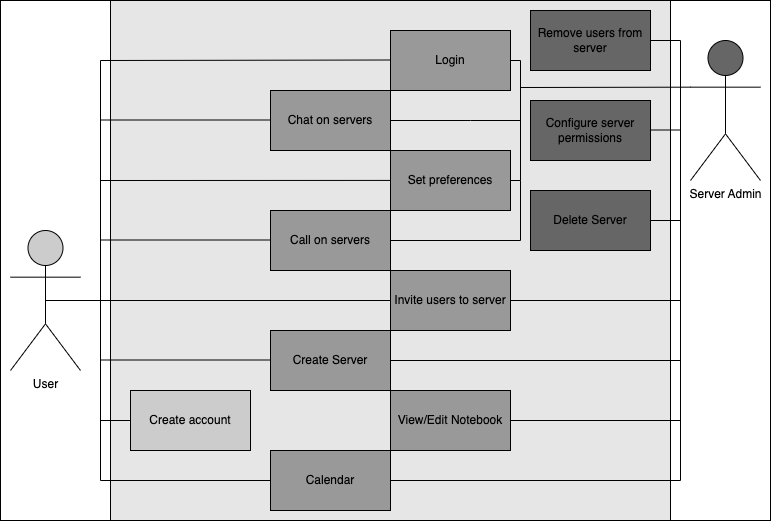 Remove users from
server
Login
Chat on servers
Configure server
permissions
Set preferences
Server Admin
Delete Server
Call on servers
Invite users to server
Create Server
User
Create account
View/Edit Notebook
Calendar